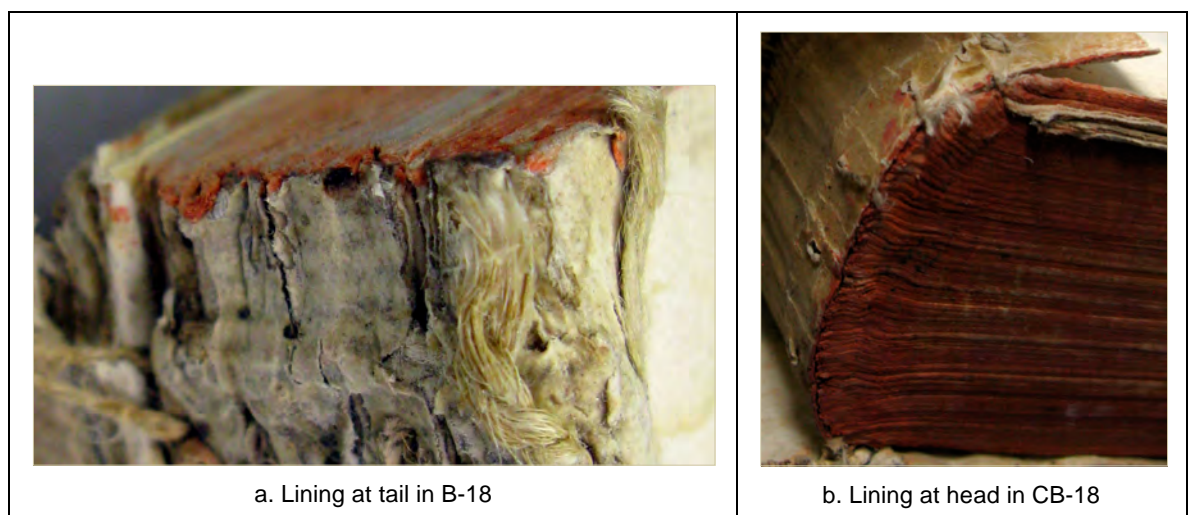 a. Lining at tail in B-18
b. Lining at head in CB-18